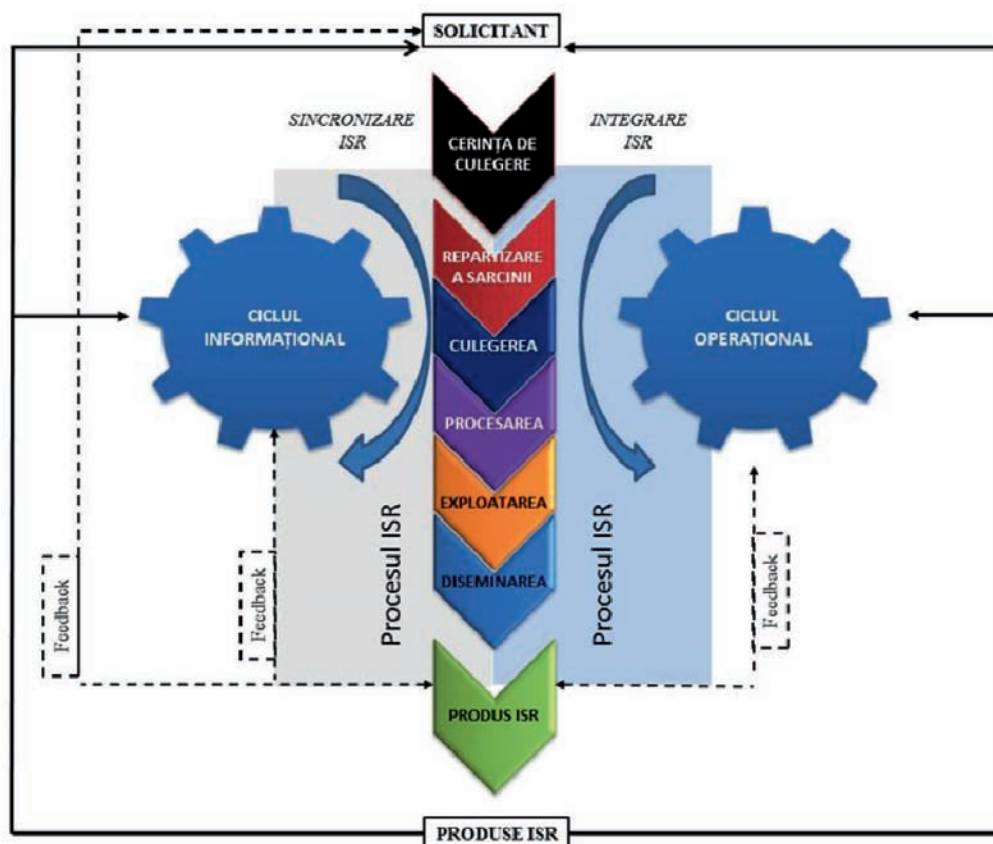 SOLICITANT
SINCRONIZARE
ISR
INTEGRARE
ISR
CERINȚA DE
CULEGERE
REPARTIZARE
A SARCINII
CICLUL
INFORMAȚIONAL
CICLUL
OPERAȚIONAL
CULEGEREA
PROCESAREA
EXPLOATAREA
Procesul ISR
Procesul ISR
DISEMINAREA
Feedback
Feedback
Feedback
PRODUS ISR
PRODUSE ISR